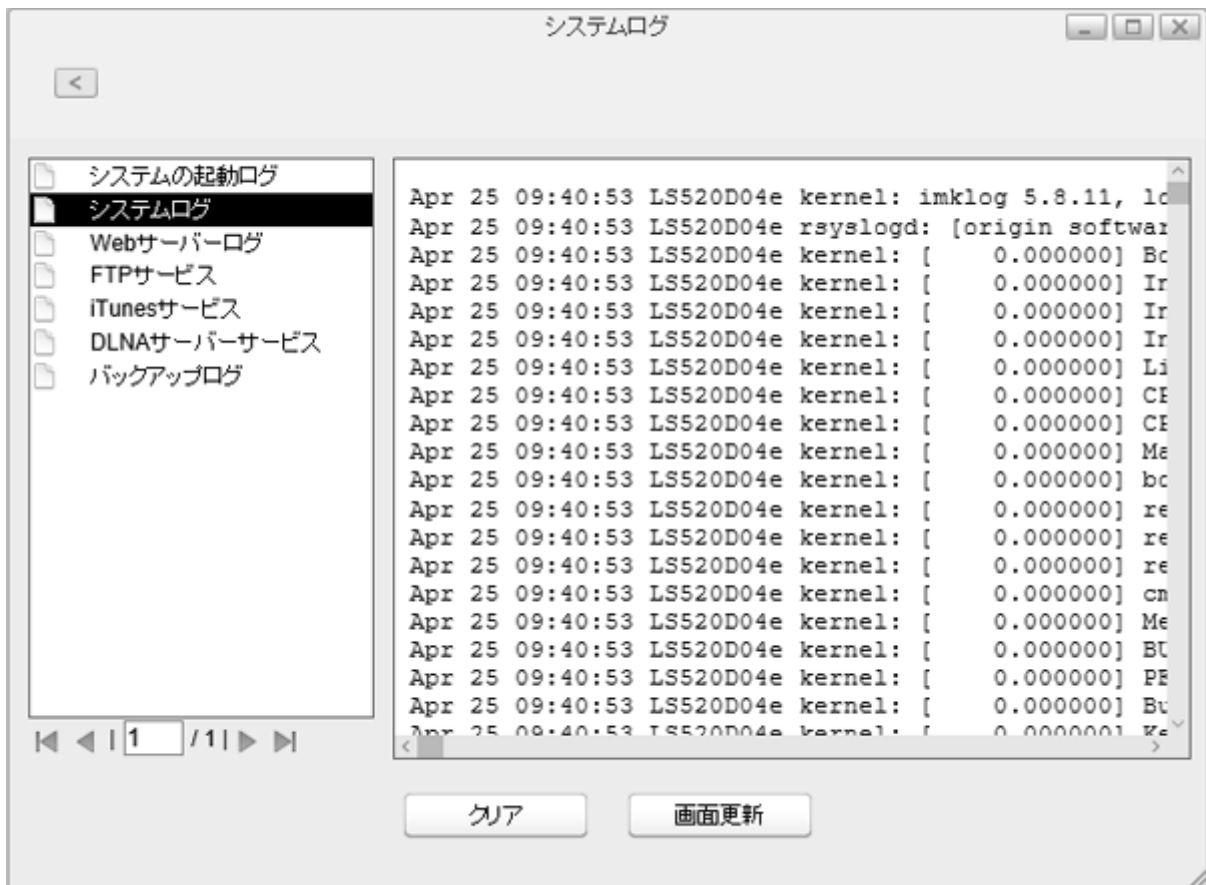 システムログ
<
システムの起動ログ
システムログ
Webサーバーログ
FTPサービス
iTunesサービス
DLNAサーバーサービス
バックアップログ
1 / 1
Apr 25 09:40:53 LS520D04e kernel: imklog 5.8.11, lo
Apr 25 09:40:53 LS520D04e rsyslogd: [origin softwar
Apr 25 09:40:53 LS520D04e kernel: [    0.000000] Bo
Apr 25 09:40:53 LS520D04e kernel: [    0.000000] In
Apr 25 09:40:53 LS520D04e kernel: [    0.000000] In
Apr 25 09:40:53 LS520D04e kernel: [    0.000000] In
Apr 25 09:40:53 LS520D04e kernel: [    0.000000] Li
Apr 25 09:40:53 LS520D04e kernel: [    0.000000] CP
Apr 25 09:40:53 LS520D04e kernel: [    0.000000] CP
Apr 25 09:40:53 LS520D04e kernel: [    0.000000] Ma
Apr 25 09:40:53 LS520D04e kernel: [    0.000000] bo
Apr 25 09:40:53 LS520D04e kernel: [    0.000000] re
Apr 25 09:40:53 LS520D04e kernel: [    0.000000] re
Apr 25 09:40:53 LS520D04e kernel: [    0.000000] re
Apr 25 09:40:53 LS520D04e kernel: [    0.000000] cm
Apr 25 09:40:53 LS520D04e kernel: [    0.000000] Me
Apr 25 09:40:53 LS520D04e kernel: [    0.000000] BU
Apr 25 09:40:53 LS520D04e kernel: [    0.000000] PE
Apr 25 09:40:53 LS520D04e kernel: [    0.000000] Bu
Apr 25 09:40:53 LS520D04e kernel: [    0.000000] Ke
クリア
画面更新